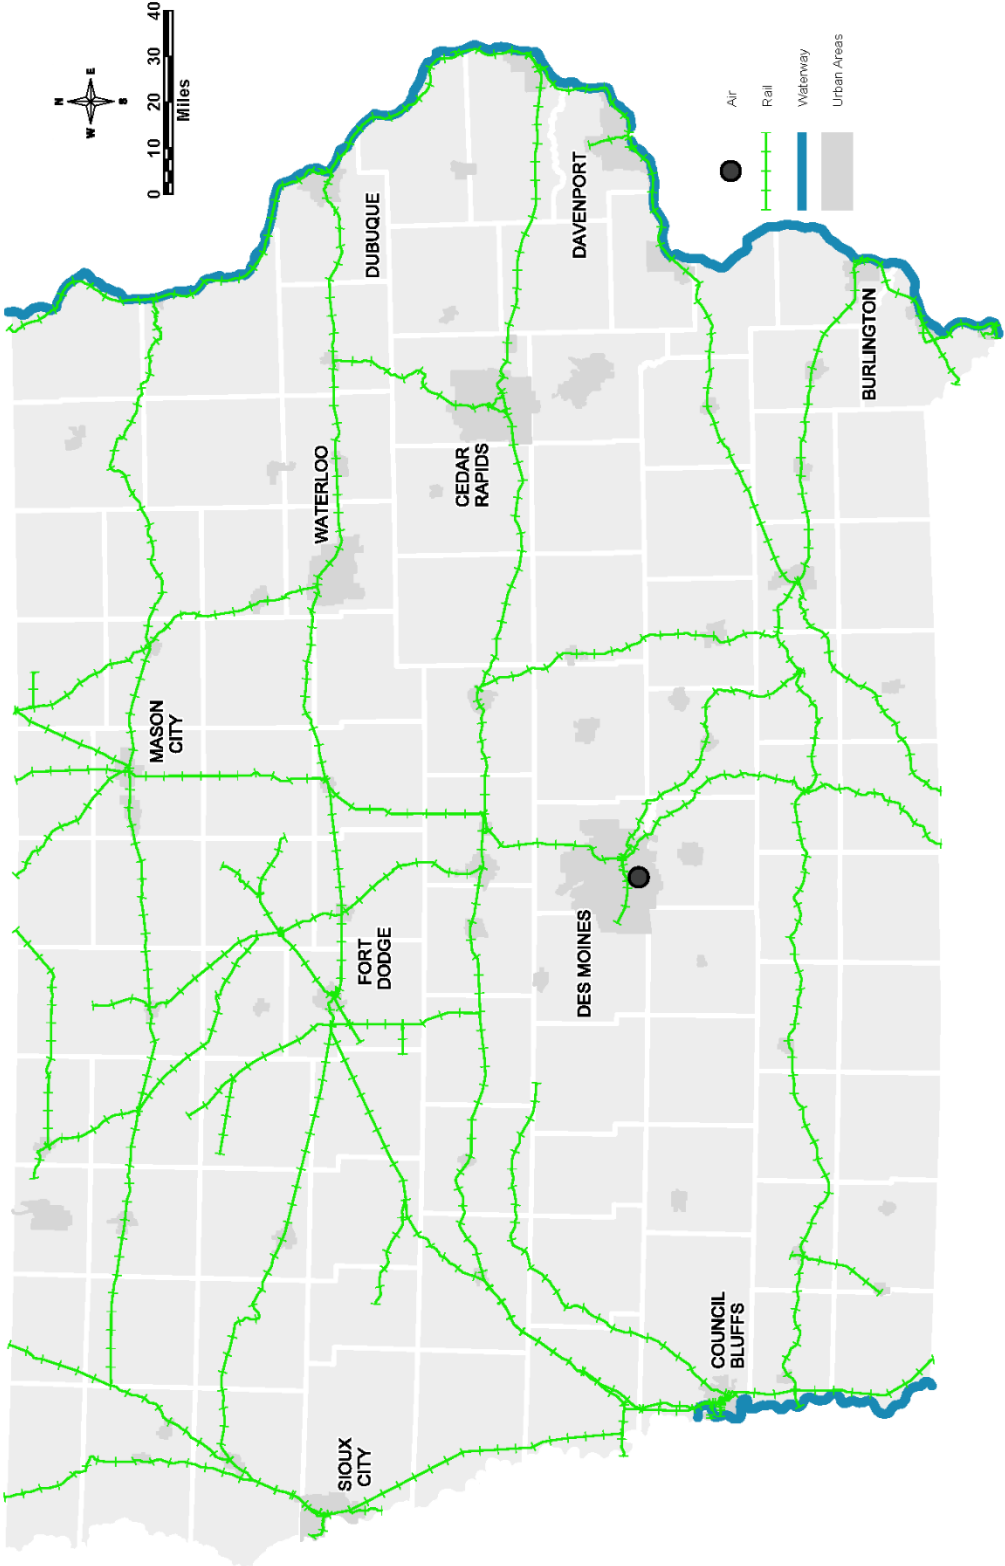 N
W
E
S
0 10 20 30 40
Miles
Air
Rail
Waterway
Urban Areas
DUBUQUE
DAVENPORT
BURLINGTON
WATERLOO
CEDAR
RAPIDS
MASON
CITY
FORT
DODGE
DES MOINES
COUNCIL
BLUFFS
SIOUX
CITY